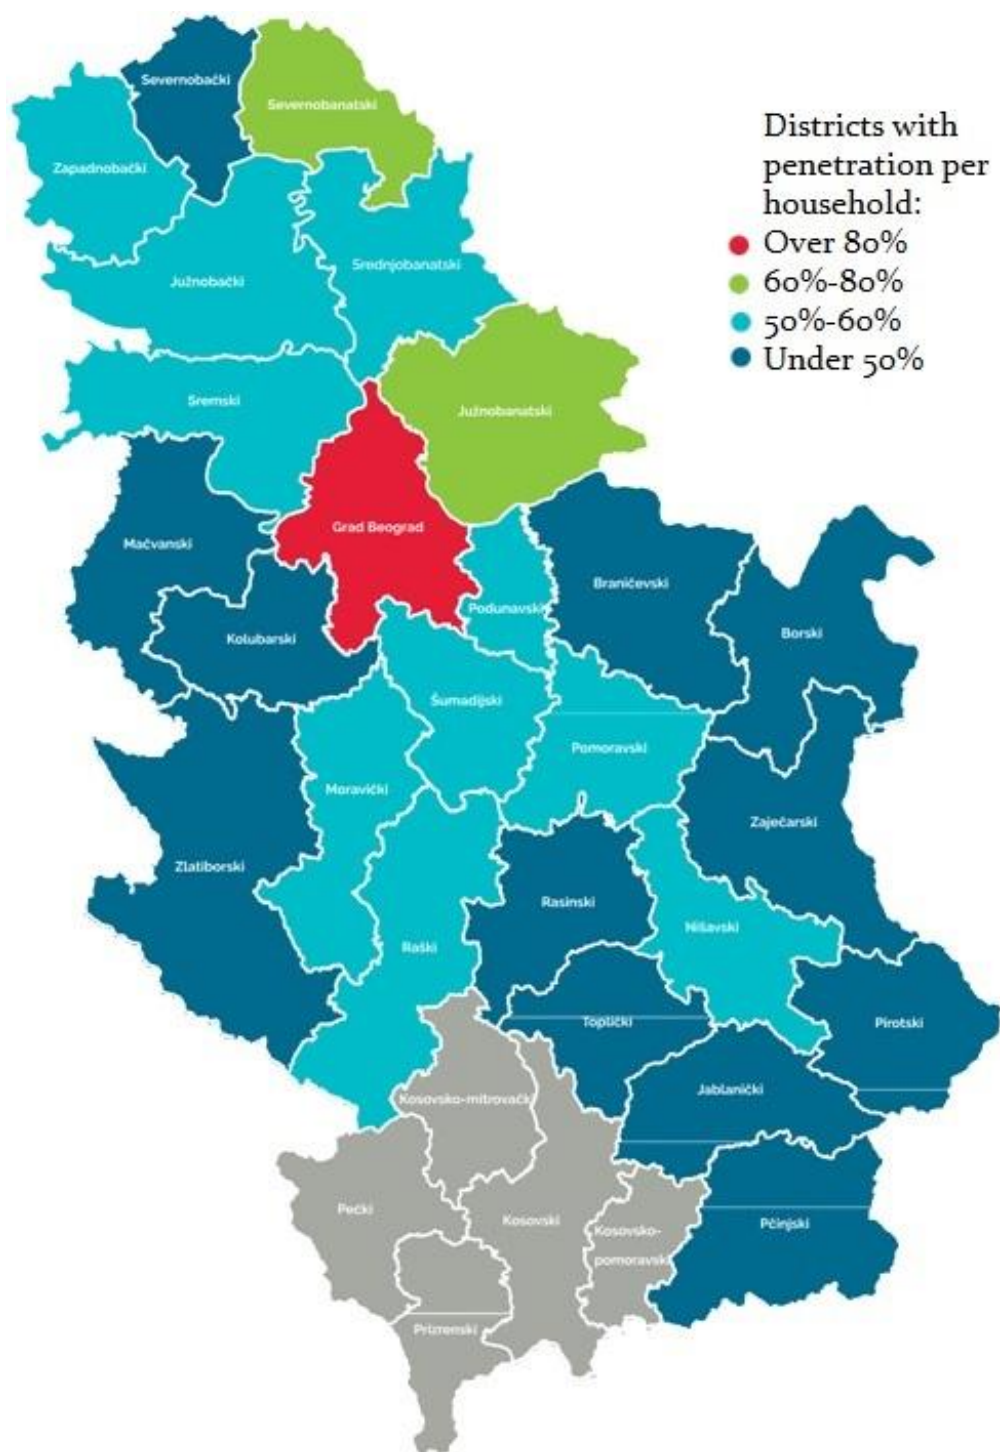 Severnobački
Severnobanatski
Districts with
penetration per
household:
Over 80%
60%-80%
50%-60%
Under 50%
Zapadnobački
Južnobački
Srednjobanatski
Sremski
Južnobanatski
Grad Beograd
Mačvanski
Braničevski
Podunavski
Kolubarski
Borski
Šumadijski
Pomoravski
Moravički
Zaječarski
Zlatiborski
Rasinski
Nišavski
Raški
Toplički
Pirotski
Jablanički
Kosovsko-mitrovačk
Pečki
Kosovski
Kosovsko-
pomoravski
Pčinjski
Prizrenski